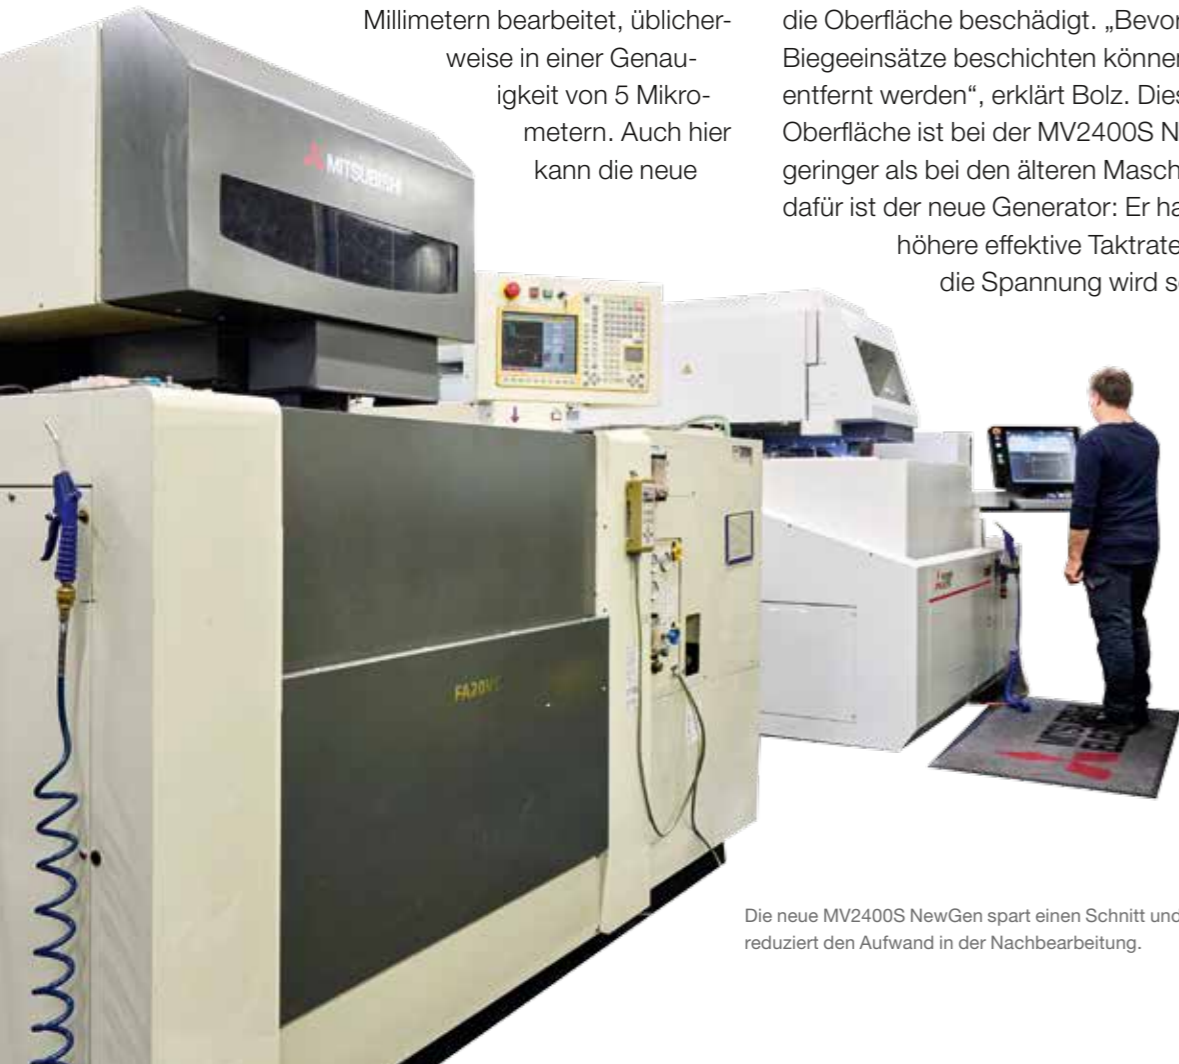 Millimetern bearbeitet, üblicher-
weise in einer Genau-
igkeit von 5 Mikro-
metern. Auch hier
kann die neue
die Oberfläche beschädigt. „Bevor
Biegeeinsätze beschichten können
entfernt werden“, erklärt Bolz. Dies
Oberfläche ist bei der MV2400S N
geringer als bei den älteren Masch
dafür ist der neue Generator: Er ha
höhere effektive Taktrate
die Spannung wird s
MITSUBISHI
FA20
Die neue MV2400S NewGen spart einen Schnitt und
reduziert den Aufwand in der Nachbearbeitung.